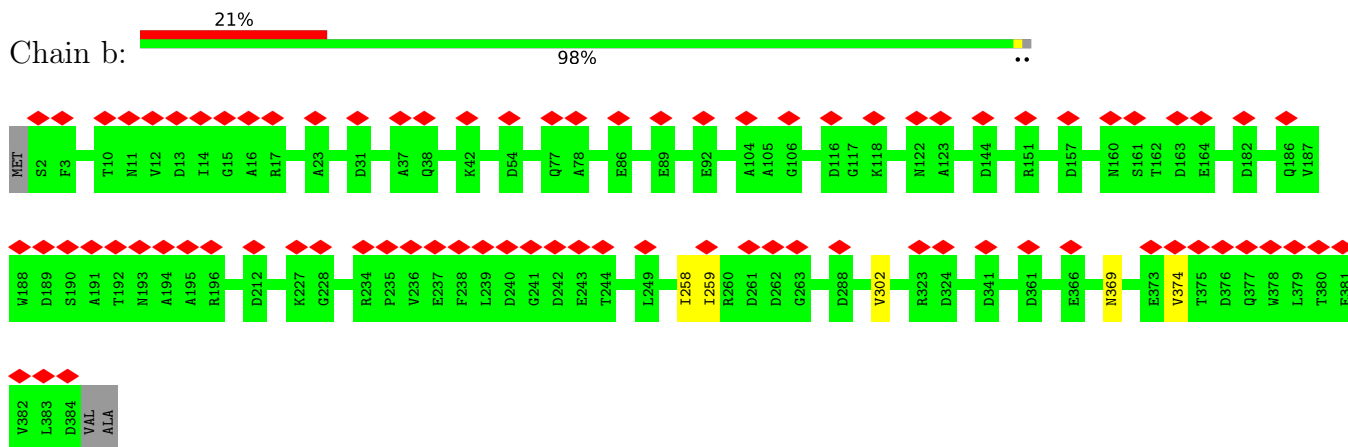 21%
Chain b:
98%
••
MET S2 F3 T10 N11 V12 D13 I14 G15 A16 R17 A23 D31 A37 Q38 K42 D54 Q77 A78 E86 E89 E92 A104 A105 G106 D116 G117 K118 N122 A123 D144 R151 D157 N160 S161 T162 D163 E164 D182 Q186 V187
W188 D189 S190 A191 T192 N193 A194 A195 R196 D212 K227 G228 R234 P235 V236 E237 F238 L239 D240 G241 D242 E243 T244 L249 I258 I259 R260 D261 D262 G263 D288 V302 R323 D324 D341 D361 E366 N369 E373 V374 T375 D376 Q377 W378 L379 T380 E381
V382 L383 D384 VAL ALA